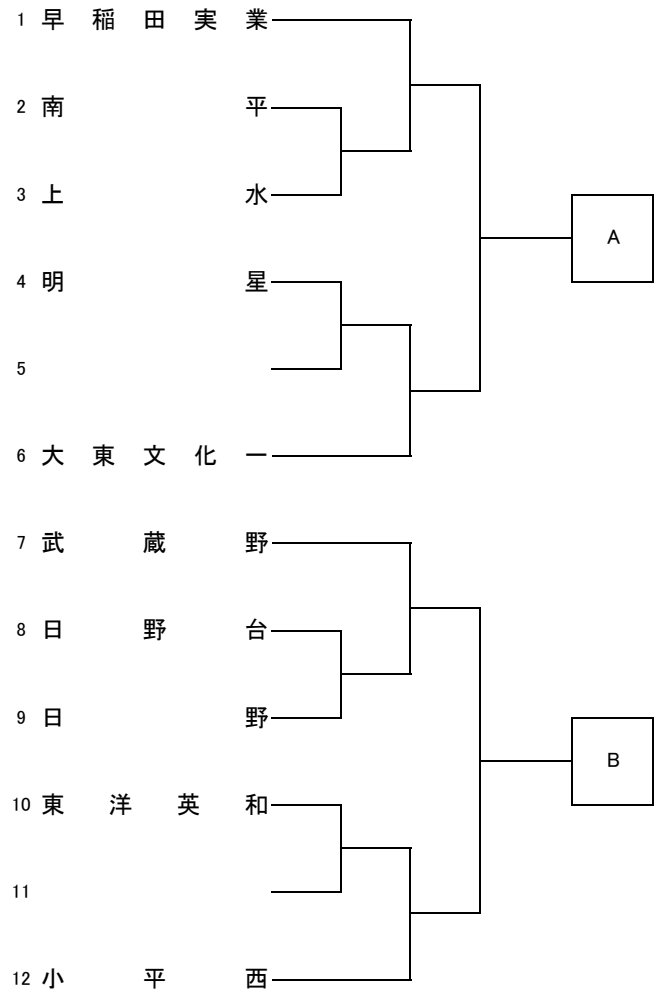 1 早稲田実業
2 南平
3 上水
A
4 明星
5
6 大東文化一
7 武蔵野
8 日野台
9 日野
B
10 東洋英和
11
12 小平西